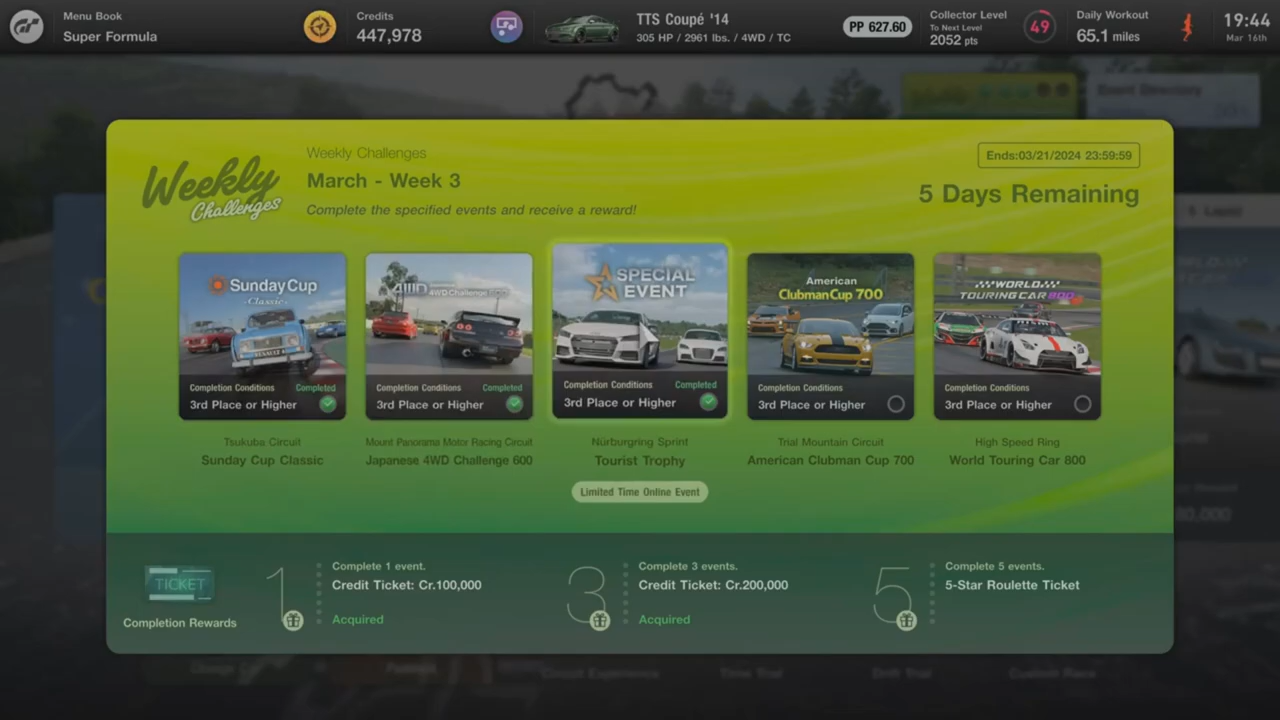 Menu Book
Super Formula
Credits
447,978
TTS Coupé '14
305 HP / 2961 lbs. / 4WD / TC
PP 627.60
Collector Level
To Next Level
2052 pts
49
Daily Workout
65.1 miles
19:44
Mar 16th
Event Directory
Weekly Challenges
Weekly Challenges
March - Week 3
Complete the specified events and receive a reward!
Ends:03/21/2024 23:59:59
5 Days Remaining
Sunday Cup
-Classic-
Completion Conditions Completed
3rd Place or Higher
Tsukuba Circuit
Sunday Cup Classic
4WD Challenge 600
Completion Conditions Completed
3rd Place or Higher
Mount Panorama Motor Racing Circuit
Japanese 4WD Challenge 600
SPECIAL
EVENT
Completion Conditions Completed
3rd Place or Higher
Nürburgring Sprint
Tourist Trophy
Limited Time Online Event
American
Clubman Cup 700
Completion Conditions
3rd Place or Higher
Trial Mountain Circuit
American Clubman Cup 700
WORLD
TOURING CAR 800
Completion Conditions
3rd Place or Higher
High Speed Ring
World Touring Car 800
TICKET
Completion Rewards
1
Complete 1 event.
Credit Ticket: Cr.100,000
Acquired
3
Complete 3 events.
Credit Ticket: Cr.200,000
Acquired
5
Complete 5 events.
5-Star Roulette Ticket